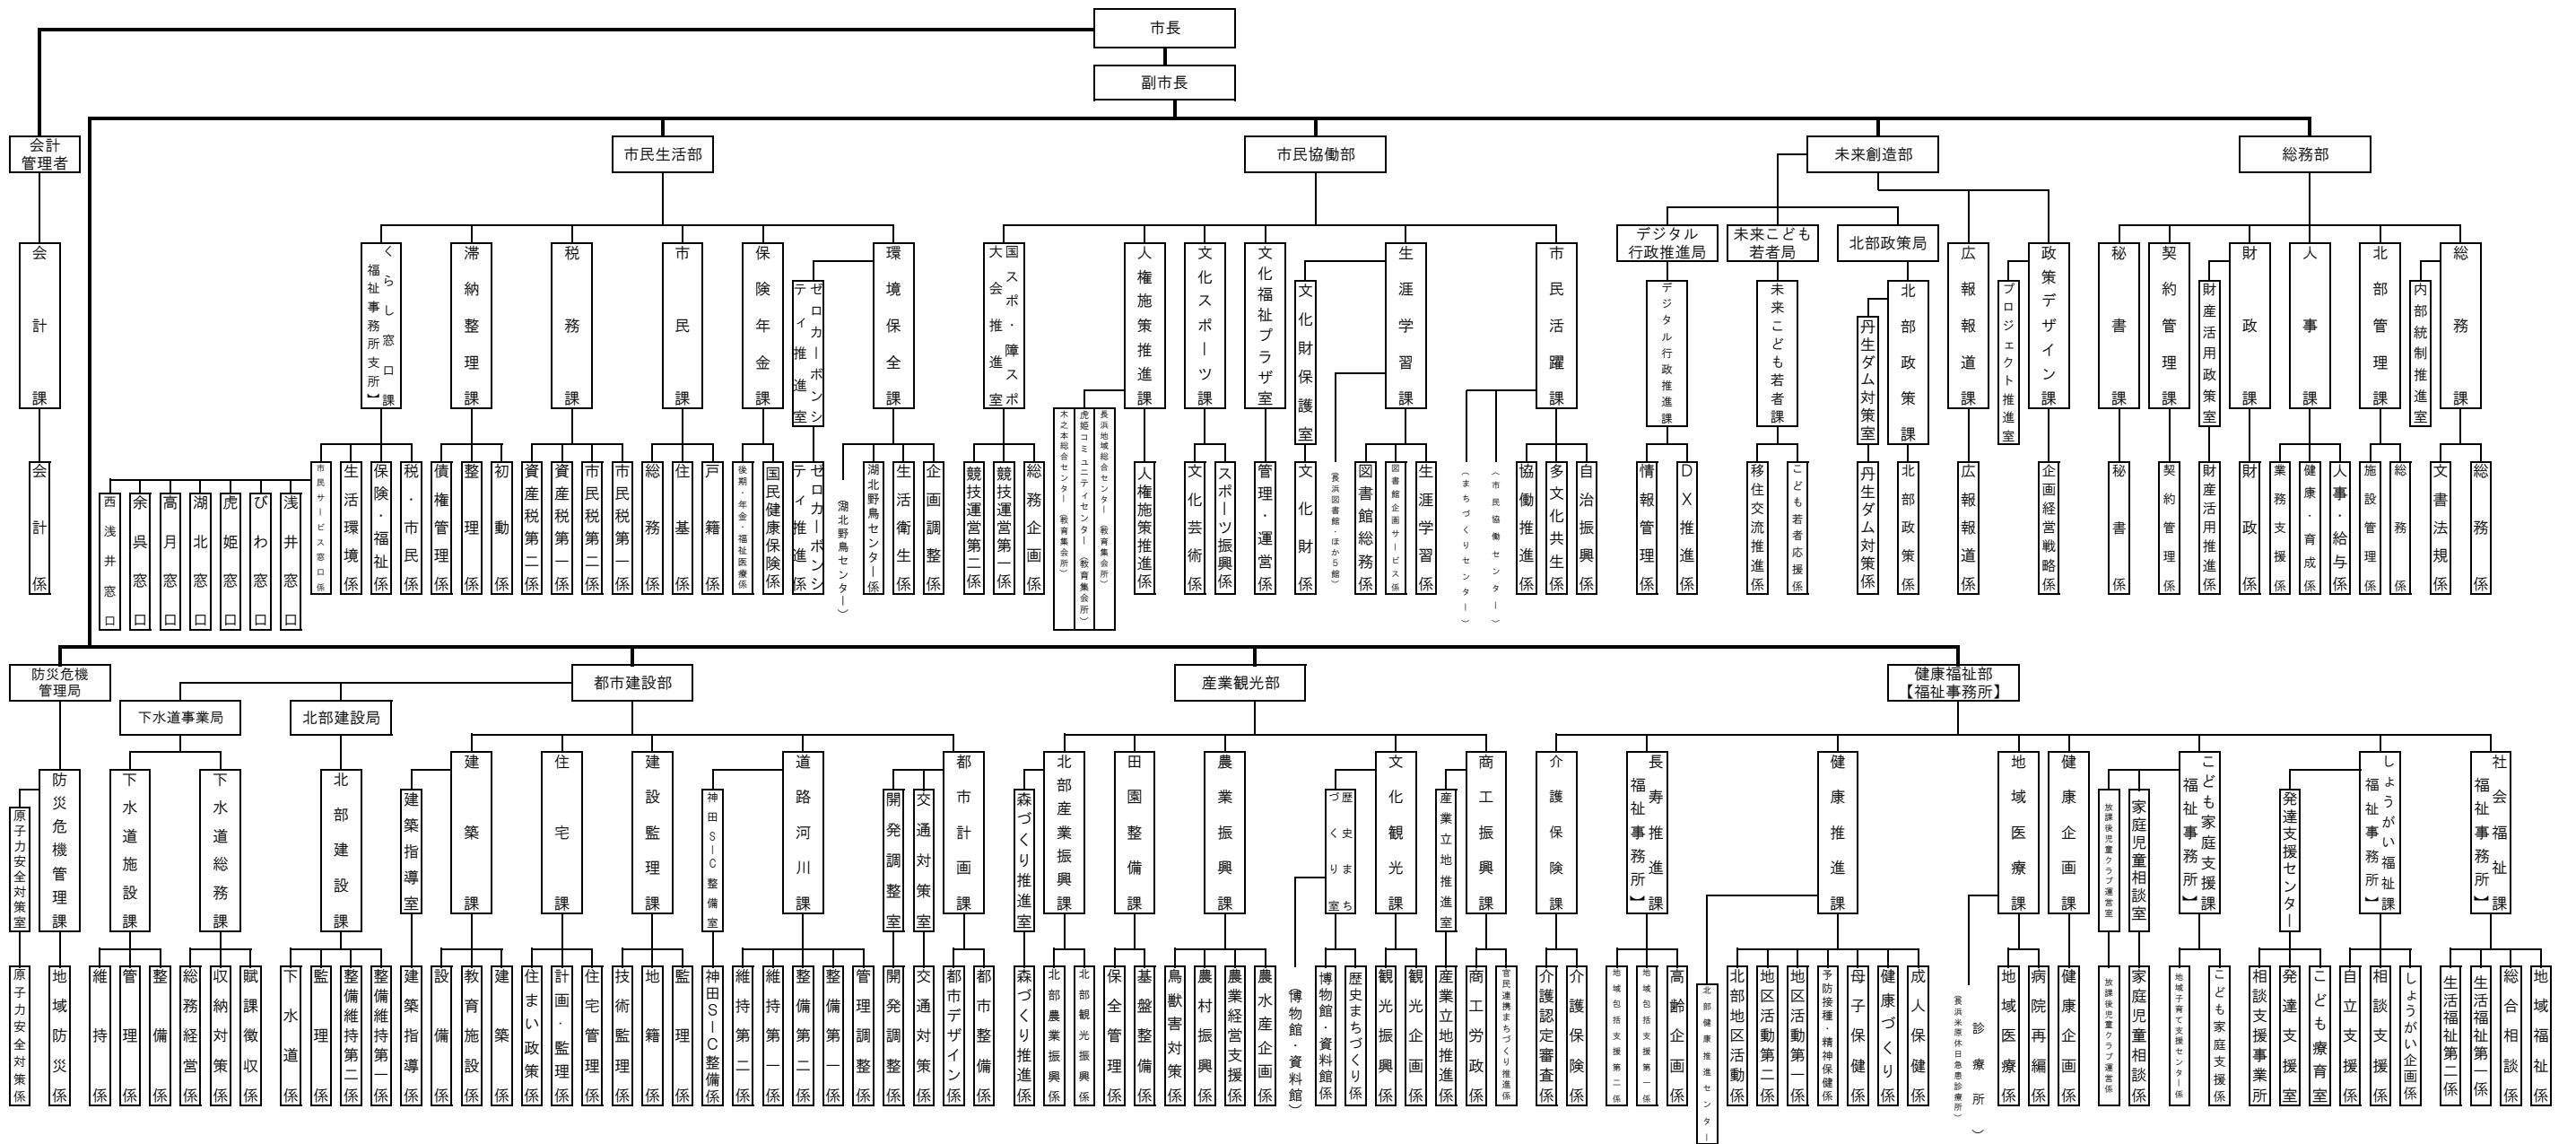 市長
副市長
会計
管理者
市民生活部
市民協働部
未来創造部
総務部
デジタル
行政推進局
未来こども
若者局
北部政策局
会計課
くらし窓口課
福祉事務所支所】
滞納整理課
税務課
市民課
保険年金課
ゼロカーボンシ
ティ推進室
環境保全課
国スポ・障スポ
大会推進室
人権施策推進課
文化スポーツ課
文化福祉プラザ室
文化財保護室
生涯学習課
市民活躍課
デジタル行政推進課
未来こども若者課
丹生ダム対策室
北部政策課
広報報道課
プロジェクト推進室
政策デザイン課
秘書課
契約管理課
財産活用政策室
財政課
人事課
北部管理課
内部統制推進室
総務課
会計係
西浅井窓口
余呉窓口
高月窓口
湖北窓口
虎姫窓口
びわ窓口
浅井窓口
市民サービス窓口係
生活環境係
保険・福祉係
税・市民係
債権管理係
整理係
初動係
資産税第二係
資産税第一係
市民税第二係
市民税第一係
総務係
住基係
戸籍係
後期・年金・福祉医療係
国民健康保険係
ゼロカーボンシ
ティ推進係
（湖北野鳥センター）
湖北野鳥センター係
生活衛生係
企画調整係
競技運営第二係
競技運営第一係
総務企画係
木之本総合センター（教育集会所）
虎姫コミュニティセンター（教育集会所）
長浜地域総合センター（教育集会所）
人権施策推進係
文化芸術係
スポーツ振興係
管理・運営係
文化財係
（長浜図書館・ほか５館）
図書館総務係
図書館企画サービス係
生涯学習係
（まちづくりセンター）
（市民協働センター）
協働推進係
多文化共生係
自治振興係
情報管理係
ＤＸ推進係
移住交流推進係
こども若者応援係
丹生ダム対策係
北部政策係
広報報道係
企画経営戦略係
秘書係
契約管理係
財産活用推進係
財政係
業務支援係
健康・育成係
人事・給与係
施設管理係
総務係
文書法規係
総務係
防災危機
管理局
都市建設部
産業観光部
健康福祉部
【福祉事務所】
下水道事業局
北部建設局
原子力安全対策室
防災危機管理課
下水道施設課
下水道総務課
北部建設課
建築指導室
建築課
住宅課
建設監理課
神田ＳＩＣ整備室
道路河川課
開発調整室
交通対策室
都市計画課
森づくり推進室
北部産業振興課
田園整備課
農業振興課
歴史まち
づくり室
文化観光課
産業立地推進室
商工振興課
介護保険課
長寿推進課
福祉事務所】
健康推進課
地域医療課
健康企画課
放課後児童クラブ運営室
家庭児童相談室
こども家庭支援課
福祉事務所】
発達支援センター
しょうがい福祉課
福祉事務所】
社会福祉課
福祉事務所】
原子力安全対策係
地域防災係
維持係
管理係
整備係
総務経営係
収納対策係
賦課徴収係
下水道係
監理係
整備維持第二係
整備維持第一係
建築指導係
設備係
教育施設係
建築係
住まい政策係
計画・監理係
住宅管理係
技術監理係
地籍係
監理係
神田ＳＩＣ整備係
維持第二係
維持第一係
整備第二係
整備第一係
管理調整係
開発調整係
交通対策係
都市デザイン係
都市整備係
森づくり推進係
北部農業振興係
北部観光振興係
保全管理係
基盤整備係
鳥獣害対策係
農村振興係
農業経営支援係
農水産企画係
（博物館・資料館）
博物館・資料館係
歴史まちづくり係
観光振興係
観光企画係
産業立地推進係
商工労政係
官民連携まちづくり推進係
介護認定審査係
介護保険係
地域包括支援第二係
地域包括支援第一係
高齢企画係
北部健康推進センター
北部地区活動係
地区活動第二係
地区活動第一係
予防接種・精神保健係
母子保健係
健康づくり係
成人保健係
（長浜米原休日急患診療所）
診療所）
地域医療係
病院再編係
健康企画係
放課後児童クラブ運営係
家庭児童相談係
地域子育て支援センター係
こども家庭支援係
相談支援事業所
発達支援室
こども療育室
自立支援係
相談支援係
しょうがい企画係
生活福祉第二係
生活福祉第一係
総合相談係
地域福祉係